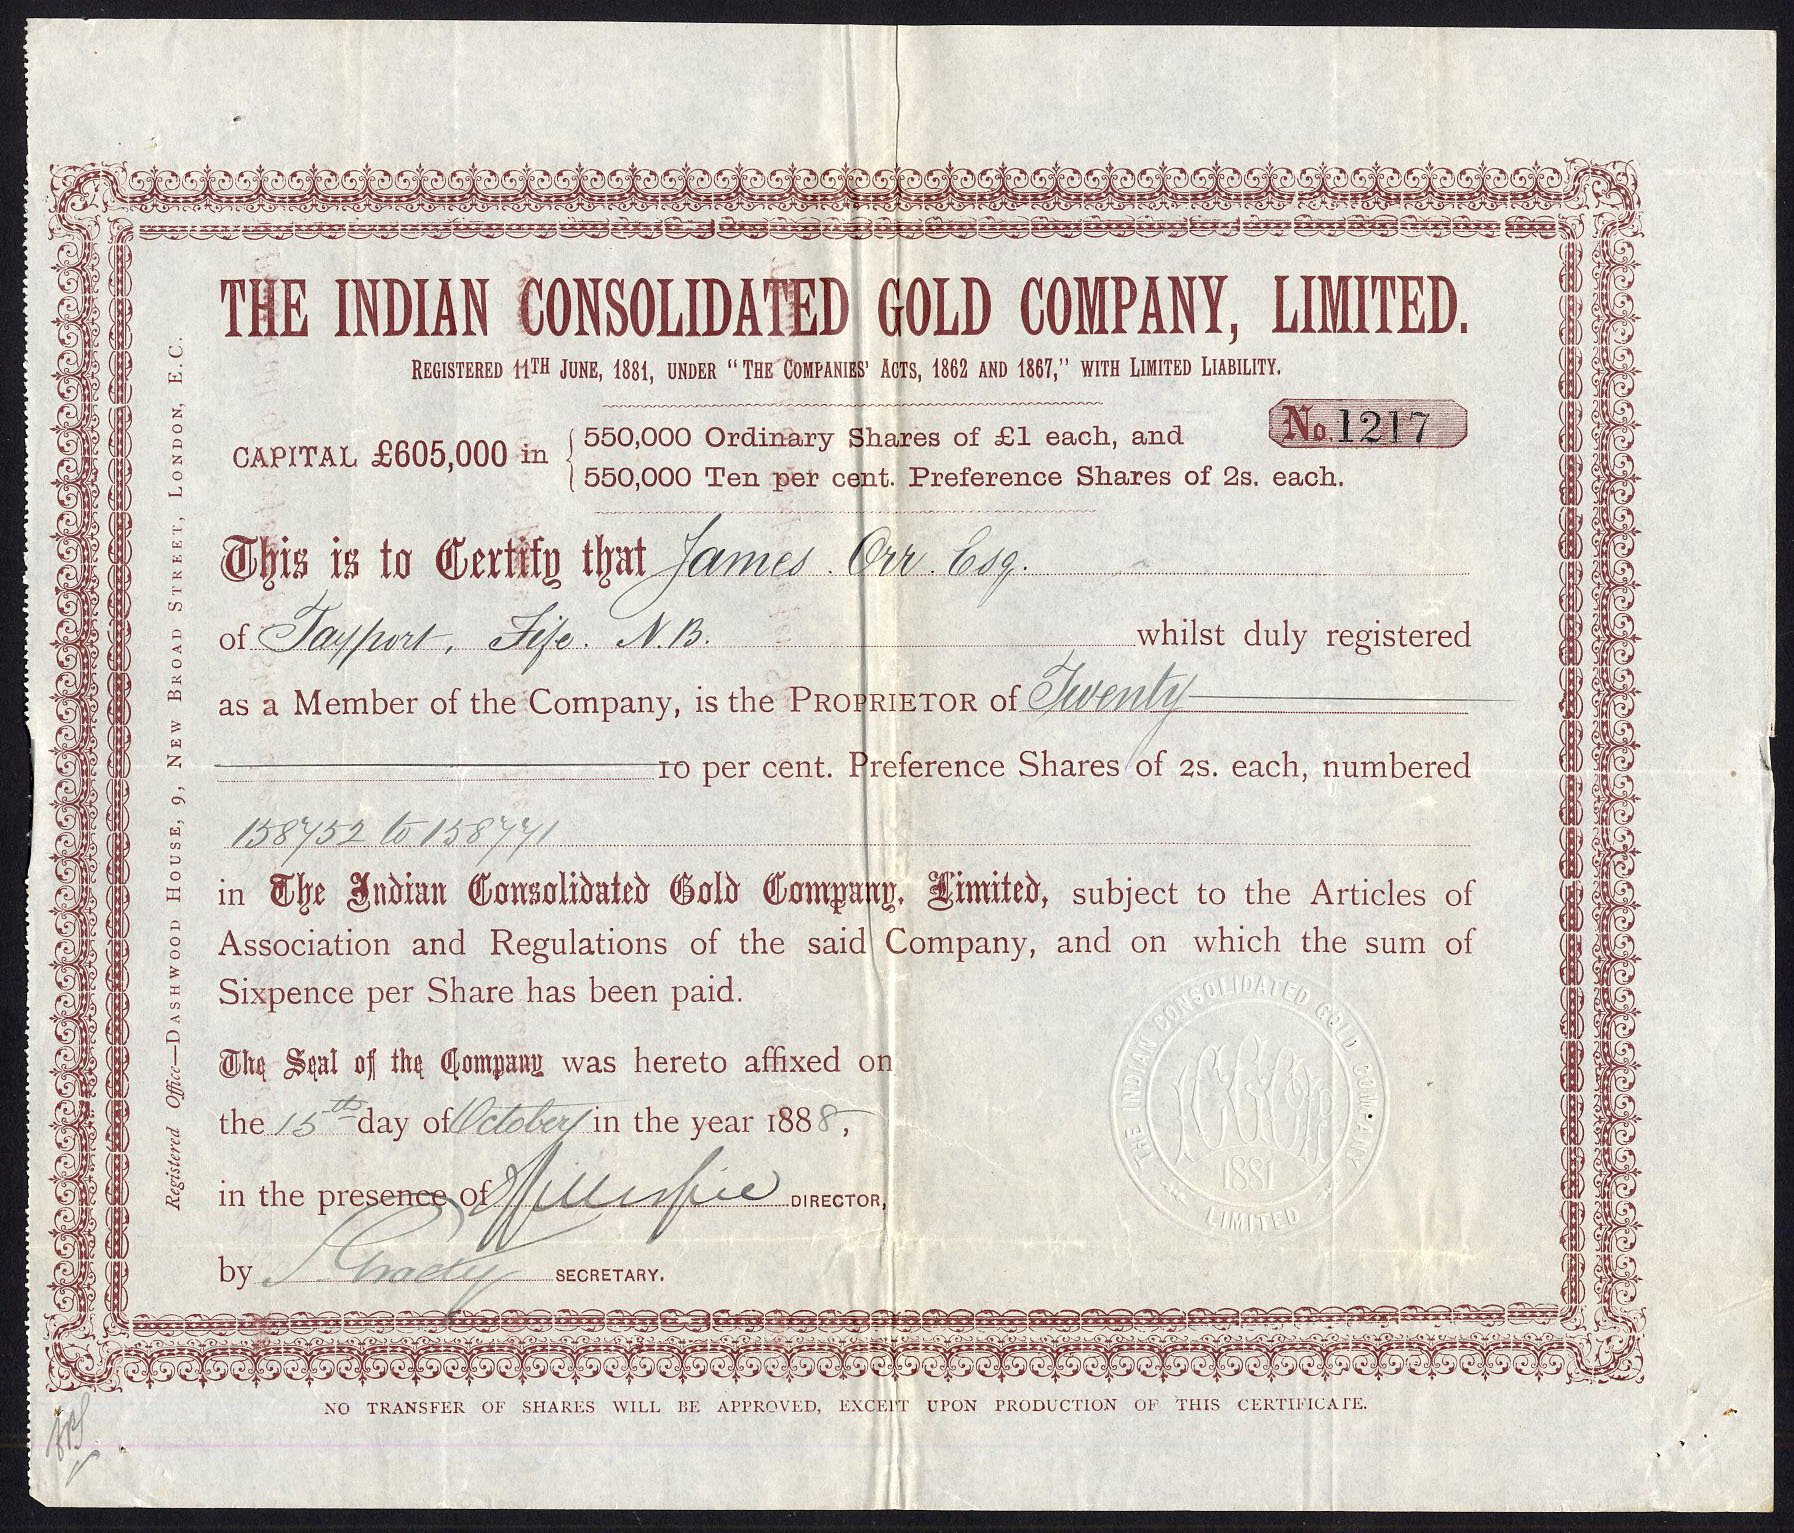 THE INDIAN CONSOLIDATED GOLD COMPANY, LIMITED.
REGISTERED 11TH JUNE, 1881, UNDER "THE COMPANIES' ACTS, 1862 AND 1867," WITH LIMITED LIABILITY.
No. 1217
CAPITAL £605,000 in
550,000 Ordinary Shares of £1 each, and
550,000 Ten per cent. Preference Shares of 2s. each.
This is to Certify that James Orr. Esq.
of Tayport, Fife. N.B. whilst duly registered
as a Member of the Company, is the PROPRIETOR of Twenty
10 per cent. Preference Shares of 2s. each, numbered
158752 to 158771
in The Indian Consolidated Gold Company, Limited, subject to the Articles of
Association and Regulations of the said Company, and on which the sum of
Sixpence per Share has been paid.
The Seal of the Company was hereto affixed on
the 15th day of October in the year 1888,
in the presence of Gillespie DIRECTOR,
by SECRETARY.
THE INDIAN CONSOLIDATED GOLD COMPANY
1881
LIMITED
Registered Office—DASHWOOD HOUSE, 9, NEW BROAD STREET, LONDON, E.C.
NO TRANSFER OF SHARES WILL BE APPROVED, EXCEPT UPON PRODUCTION OF THIS CERTIFICATE.